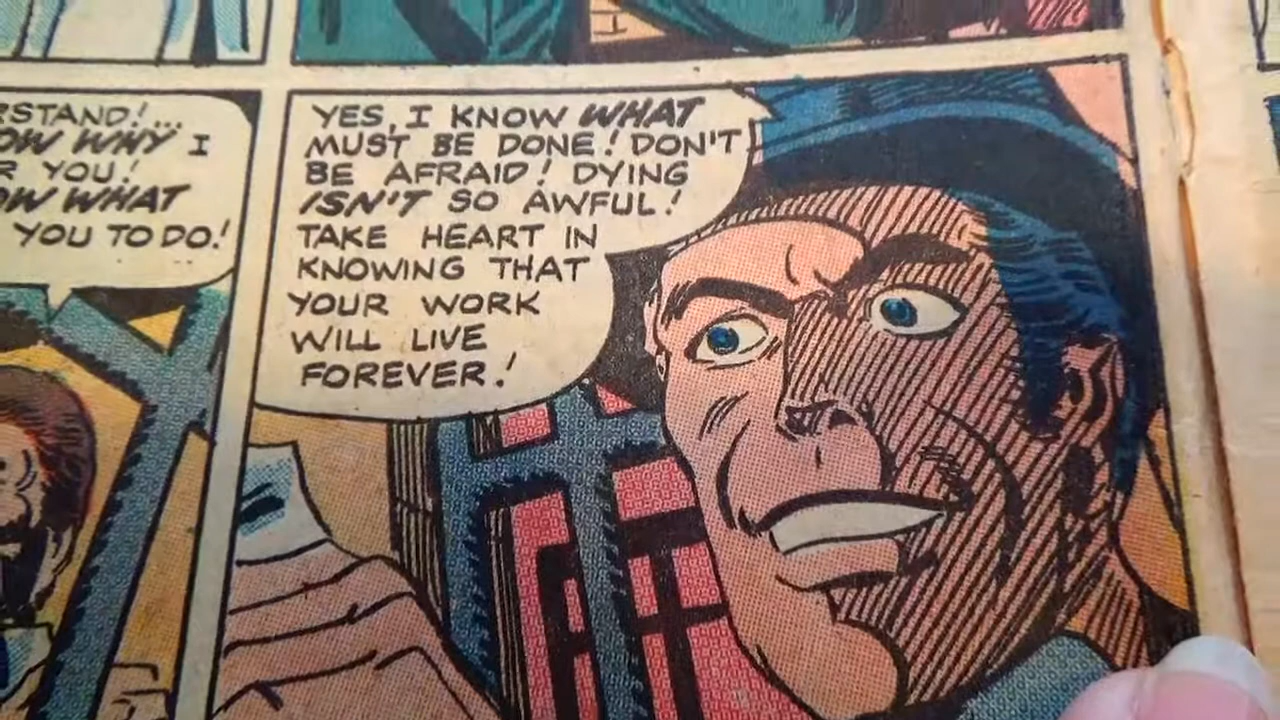 RSTAND!...
OW WHY I
R YOU!
OW WHAT
YOU TO DO!
YES, I KNOW WHAT
MUST BE DONE! DON'T
BE AFRAID! DYING
ISN'T SO AWFUL!
TAKE HEART IN
KNOWING THAT
YOUR WORK
WILL LIVE
FOREVER!